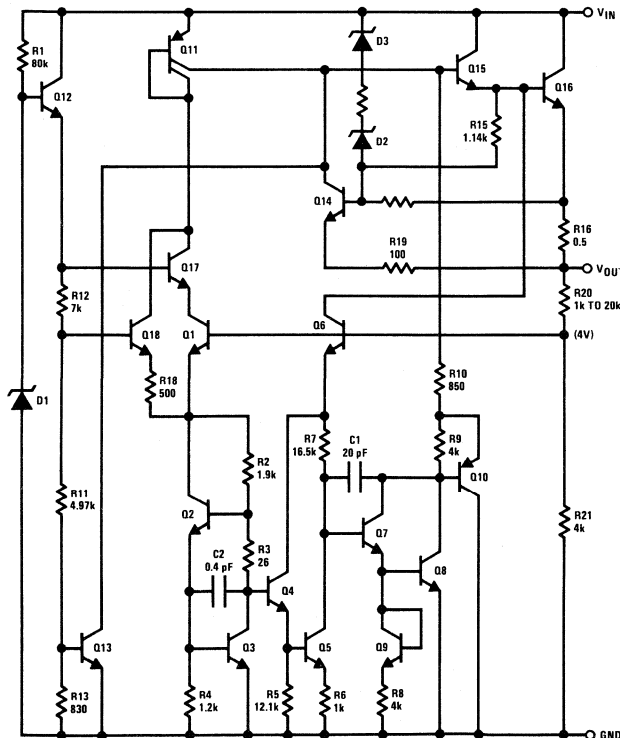 V_IN
R1
80k
Q12
Q11
D3
Q15
Q16
D2
R15
1.14k
Q14
R16
0.5
R19
100
V_OUT
Q17
R12
7k
R20
1k TO 20k
Q18
Q1
Q6
(4V)
R18
500
R10
850
D1
R7
16.5k
C1
20 pF
R9
4k
R2
1.9k
Q10
R11
4.97k
Q2
R21
4k
R3
26
Q7
C2
0.4 pF
Q8
Q4
Q13
Q3
Q5
Q9
R13
830
R4
1.2k
R5
12.1k
R6
1k
R8
4k
GND